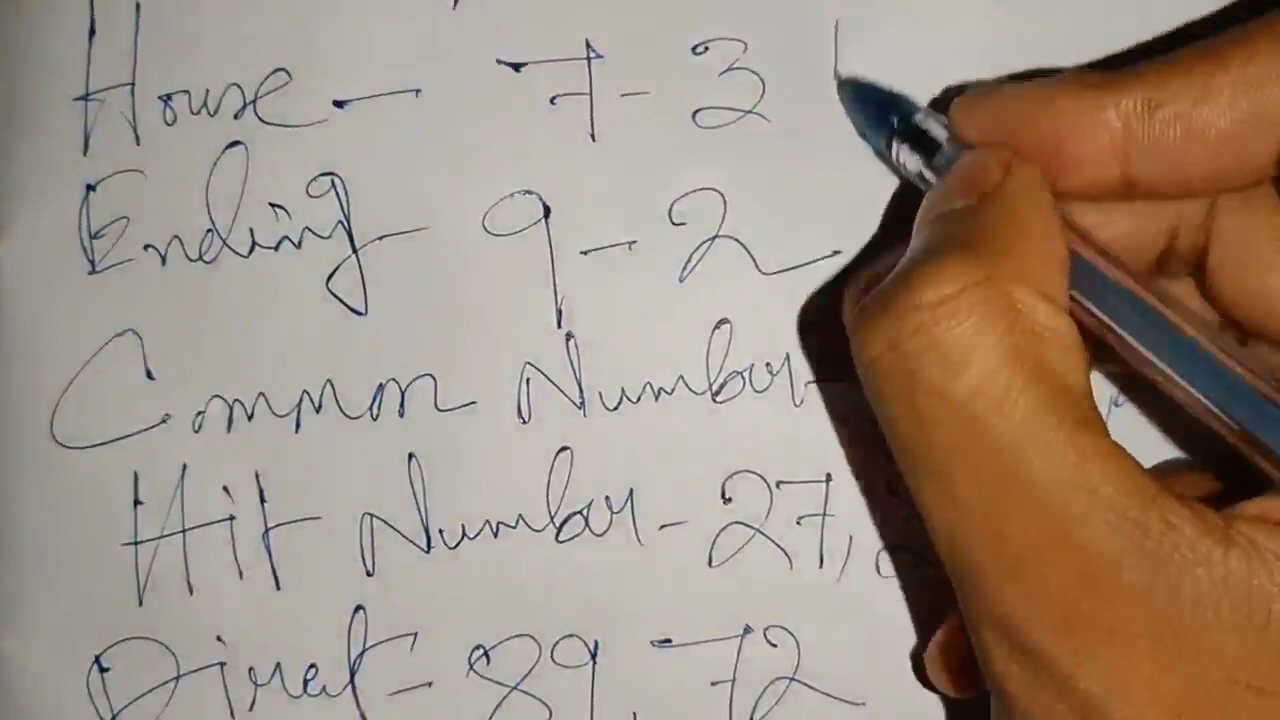 House - 7 - 3
Ending - 9 - 2
Common Number -
Hit Number - 27,
Direct - 89, 72